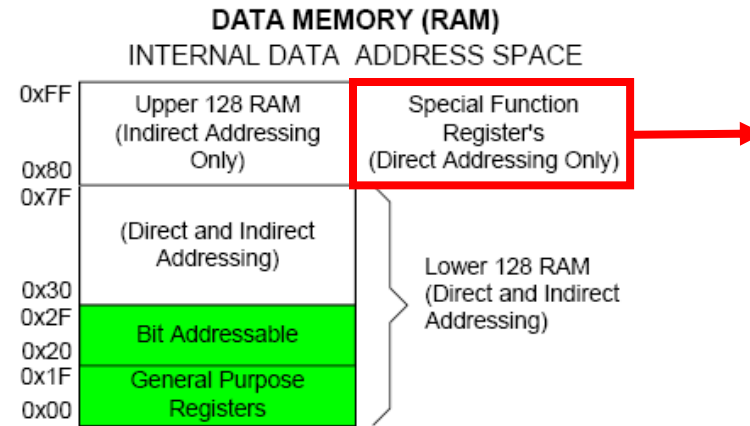 DATA MEMORY (RAM)
INTERNAL DATA ADDRESS SPACE
0xFF
Upper 128 RAM
(Indirect Addressing
Only)
0x80
Special Function
Register's
(Direct Addressing Only)
0x7F
(Direct and Indirect
Addressing)
0x30
Lower 128 RAM
(Direct and Indirect
Addressing)
0x2F
Bit Addressable
0x20
0x1F
General Purpose
Registers
0x00